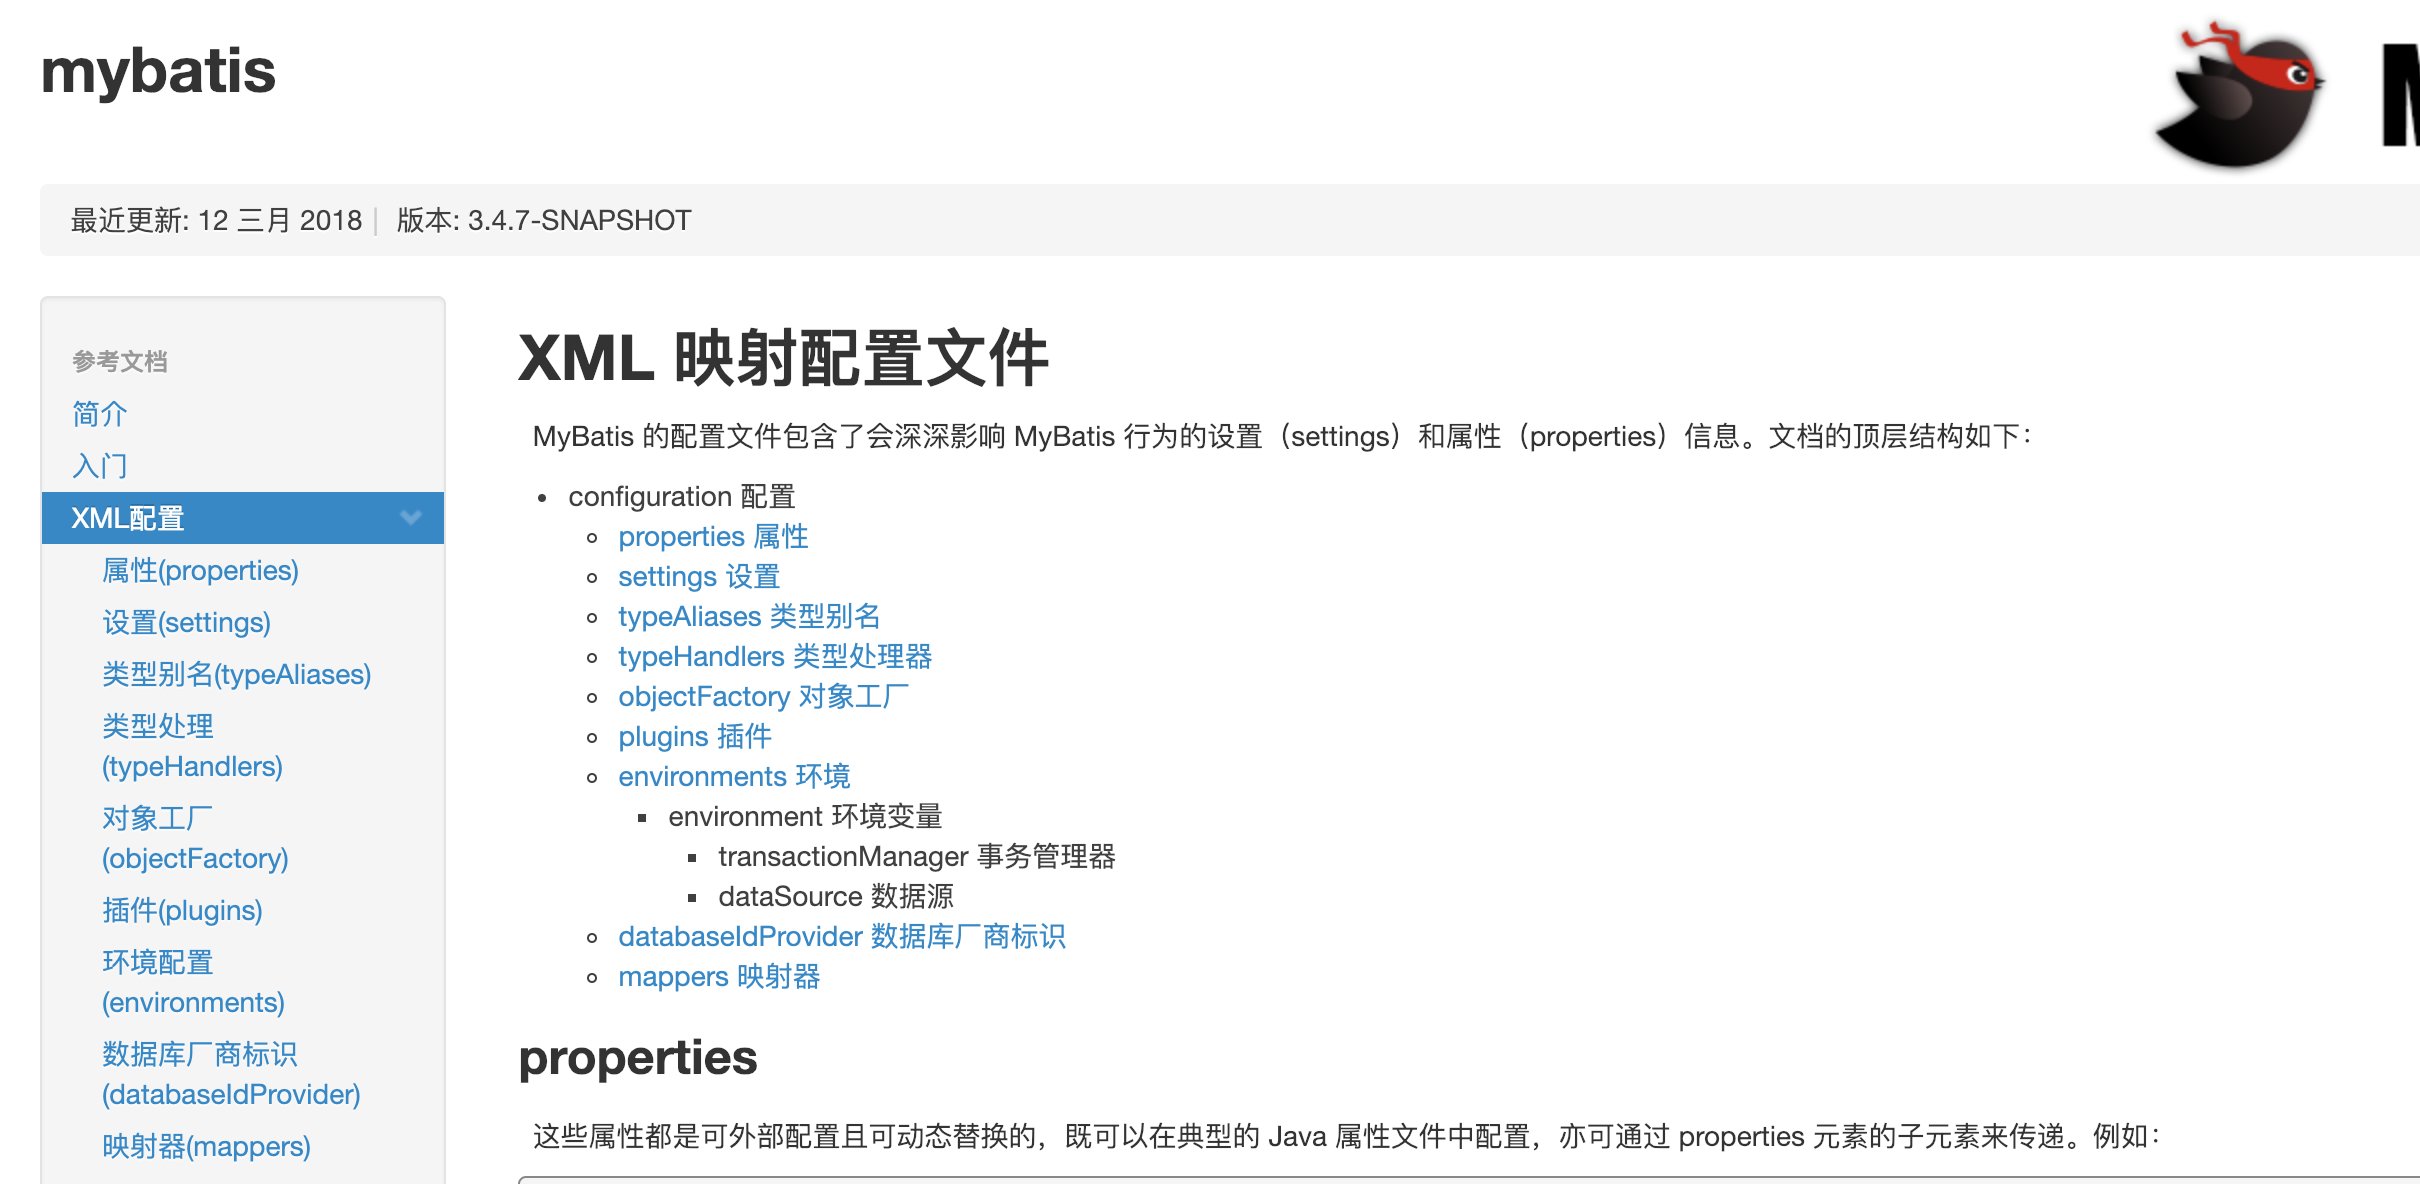 mybatis
最近更新: 12 三月 2018 | 版本: 3.4.7-SNAPSHOT
参考文档
简介
入门
XML配置
属性(properties)
设置(settings)
类型别名(typeAliases)
类型处理
(typeHandlers)
对象工厂
(objectFactory)
插件(plugins)
环境配置
(environments)
数据库厂商标识
(databaseIdProvider)
映射器(mappers)
XML 映射配置文件
MyBatis 的配置文件包含了会深深影响 MyBatis 行为的设置（settings）和属性（properties）信息。文档的顶层结构如下：
configuration 配置
properties 属性
settings 设置
typeAliases 类型别名
typeHandlers 类型处理器
objectFactory 对象工厂
plugins 插件
environments 环境
environment 环境变量
transactionManager 事务管理器
dataSource 数据源
databaseIdProvider 数据库厂商标识
mappers 映射器
properties
这些属性都是可外部配置且可动态替换的，既可以在典型的 Java 属性文件中配置，亦可通过 properties 元素的子元素来传递。例如：